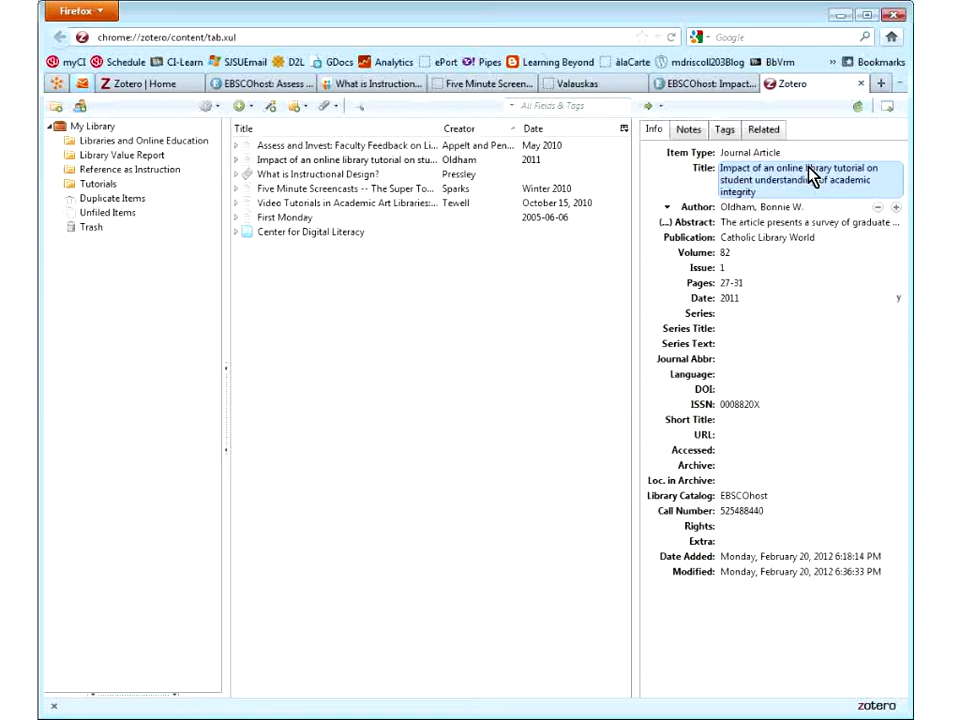 Firefox
chrome://zotero/content/tab.xul
Google
myCI Schedule CI-Learn SJSUEmail D2L GDocs Analytics ePort Pipes Learning Beyond àlaCarte mdriscoll203Blog BbVrm » Bookmarks
Zotero | Home EBSCOhost: Assess ... What is Instruction... Five Minute Screen... Valauskas EBSCOhost: Impact... Zotero
All Fields & Tags
My Library
Libraries and Online Education
Library Value Report
Reference as Instruction
Tutorials
Duplicate Items
Unfiled Items
Trash
Title Creator Date
Assess and Invest: Faculty Feedback on Li... Appelt and Pen... May 2010
Impact of an online library tutorial on stu... Oldham 2011
What is Instructional Design? Pressley
Five Minute Screencasts -- The Super To... Sparks Winter 2010
Video Tutorials in Academic Art Libraries:... Tewell October 15, 2010
First Monday 2005-06-06
Center for Digital Literacy
Info Notes Tags Related
Item Type: Journal Article
Title: Impact of an online library tutorial on
student understanding of academic
integrity
Author: Oldham, Bonnie W.
(...) Abstract: The article presents a survey of graduate ...
Publication: Catholic Library World
Volume: 82
Issue: 1
Pages: 27-31
Date: 2011 y
Series:
Series Title:
Series Text:
Journal Abbr:
Language:
DOI:
ISSN: 0008820X
Short Title:
URL:
Accessed:
Archive:
Loc. in Archive:
Library Catalog: EBSCOhost
Call Number: 525488440
Rights:
Extra:
Date Added: Monday, February 20, 2012 6:18:14 PM
Modified: Monday, February 20, 2012 6:36:33 PM
zotero